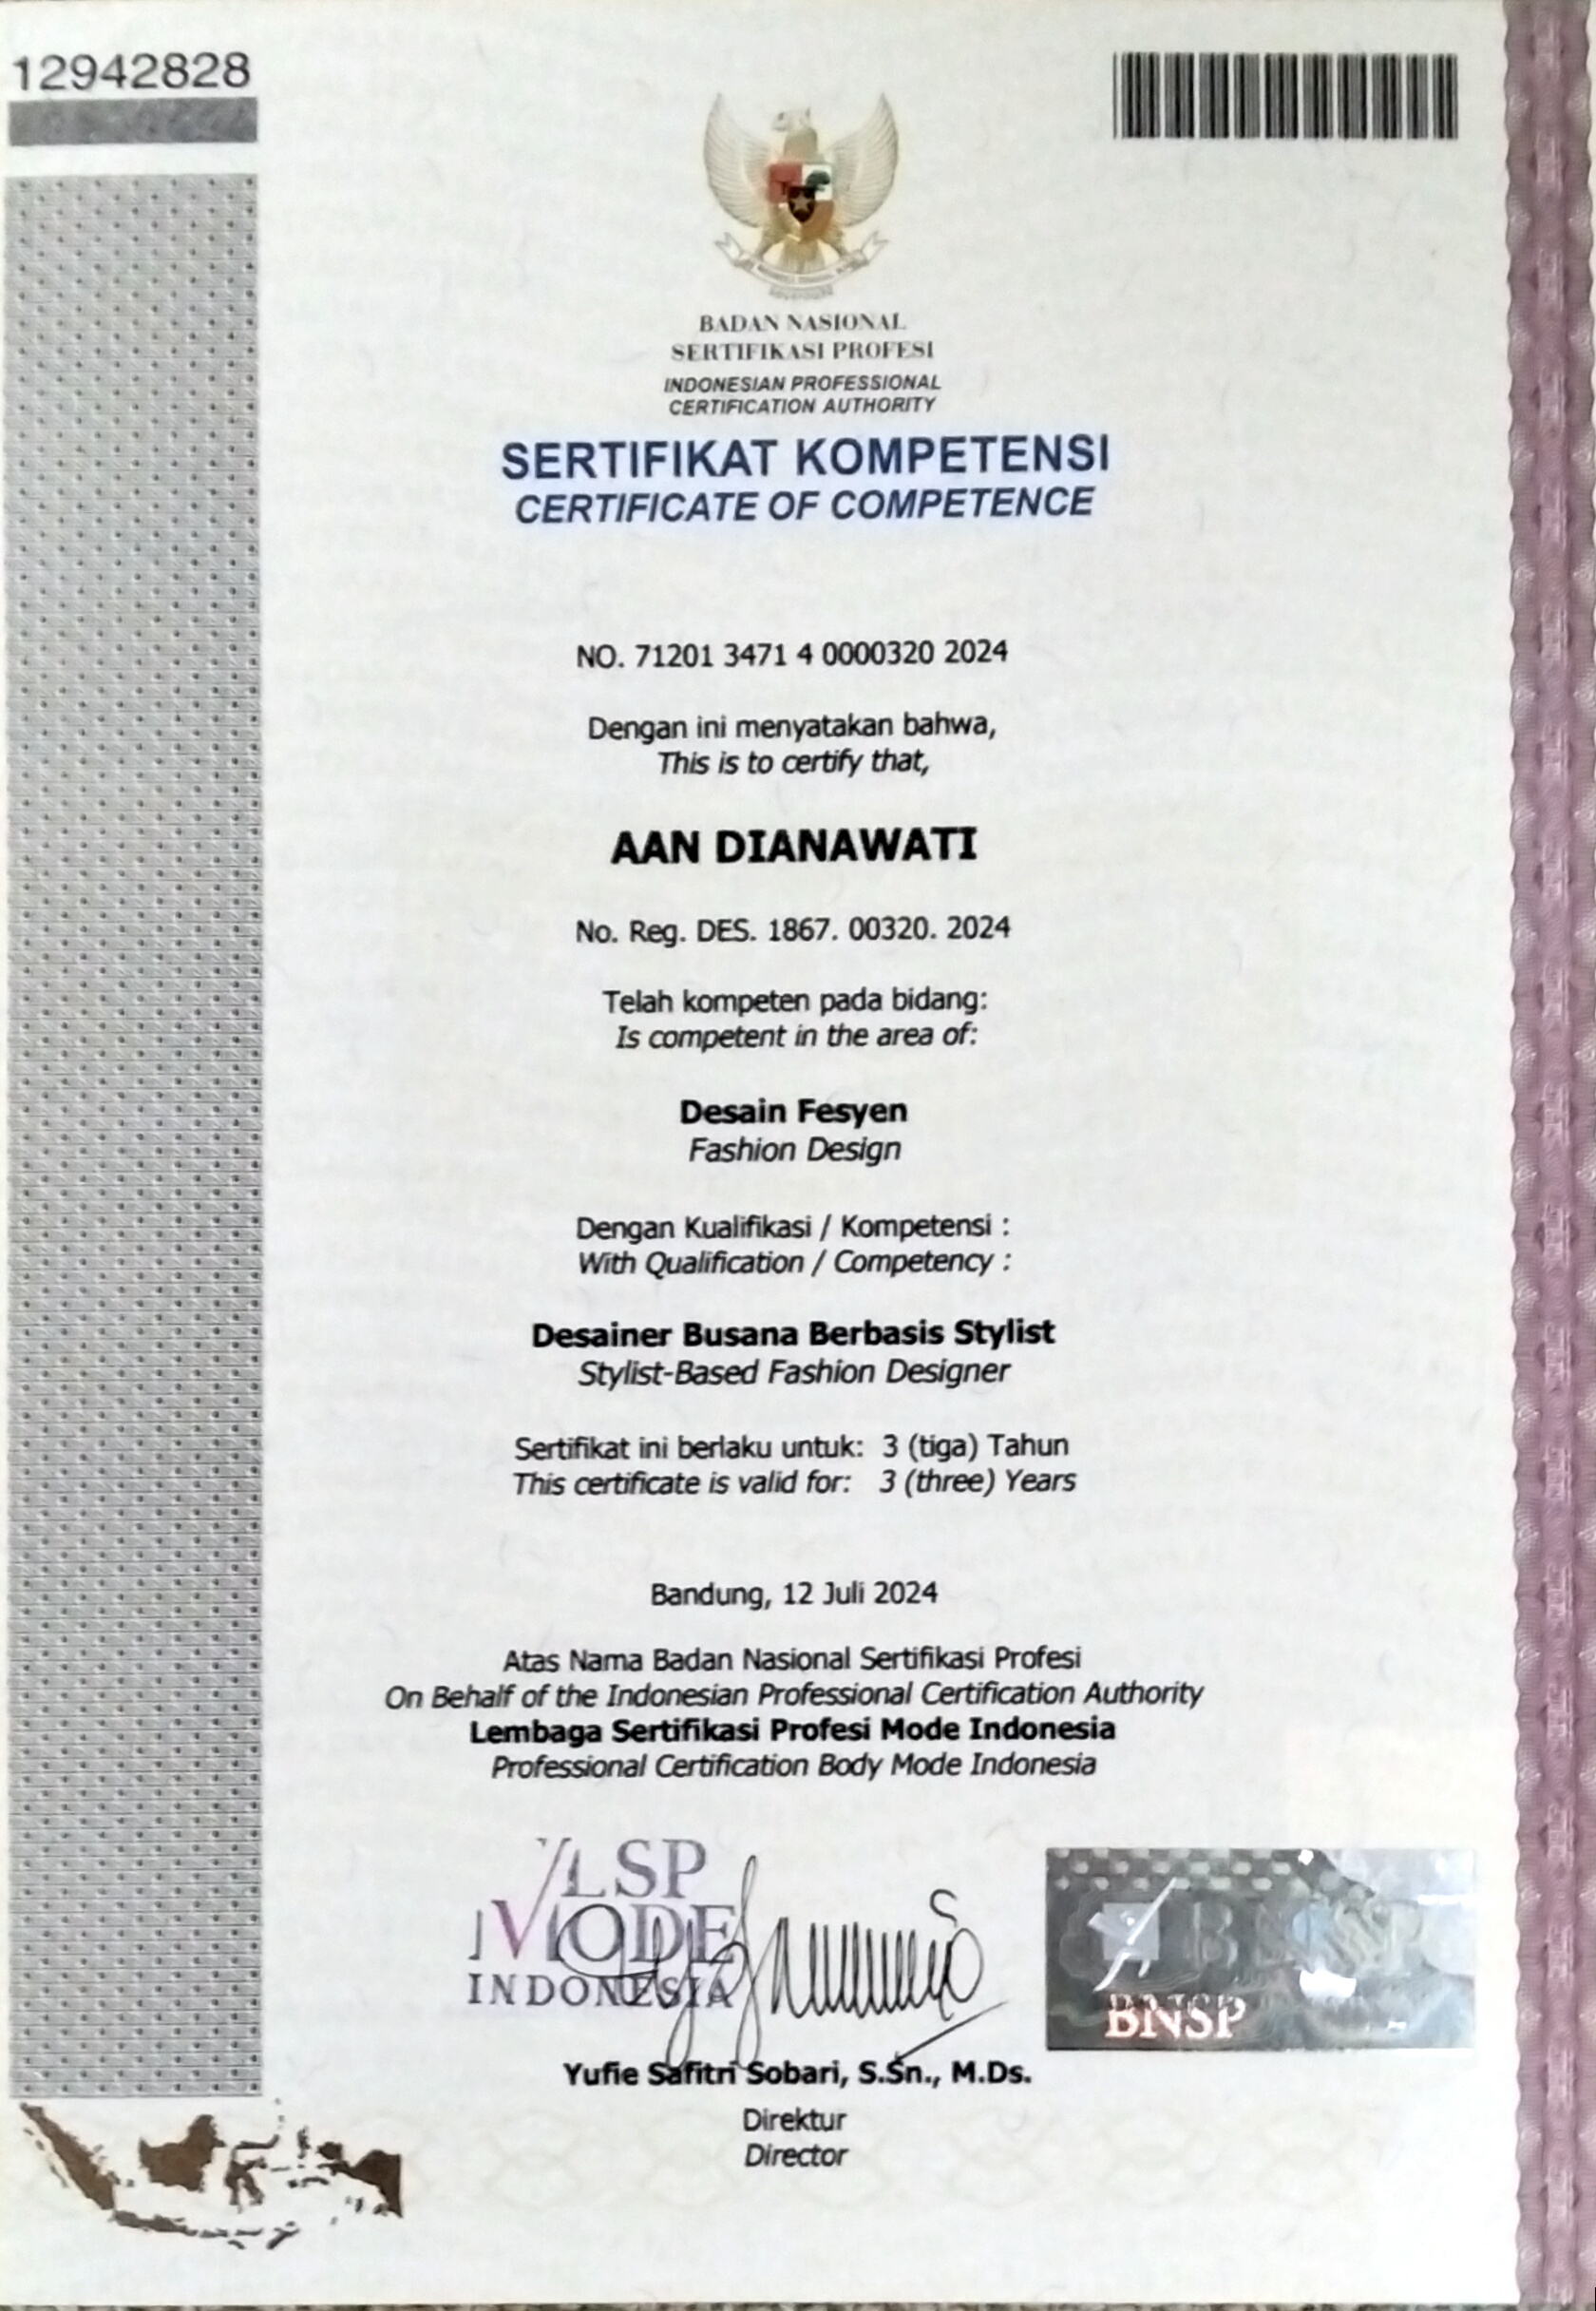 12942828
BADAN NASIONAL
SERTIFIKASI PROFESI
INDONESIAN PROFESSIONAL
CERTIFICATION AUTHORITY
SERTIFIKAT KOMPETENSI
CERTIFICATE OF COMPETENCE
NO. 71201 3471 4 0000320 2024
Dengan ini menyatakan bahwa,
This is to certify that,
AAN DIANAWATI
No. Reg. DES. 1867. 00320. 2024
Telah kompeten pada bidang:
Is competent in the area of:
Desain Fesyen
Fashion Design
Dengan Kualifikasi / Kompetensi :
With Qualification / Competency :
Desainer Busana Berbasis Stylist
Stylist-Based Fashion Designer
Sertifikat ini berlaku untuk: 3 (tiga) Tahun
This certificate is valid for: 3 (three) Years
Bandung, 12 Juli 2024
Atas Nama Badan Nasional Sertifikasi Profesi
On Behalf of the Indonesian Professional Certification Authority
Lembaga Sertifikasi Profesi Mode Indonesia
Professional Certification Body Mode Indonesia
LSP
MODE
INDONESIA
BNSP
BNSP
Yufie Safitri Sobari, S.Sn., M.Ds.
Direktur
Director